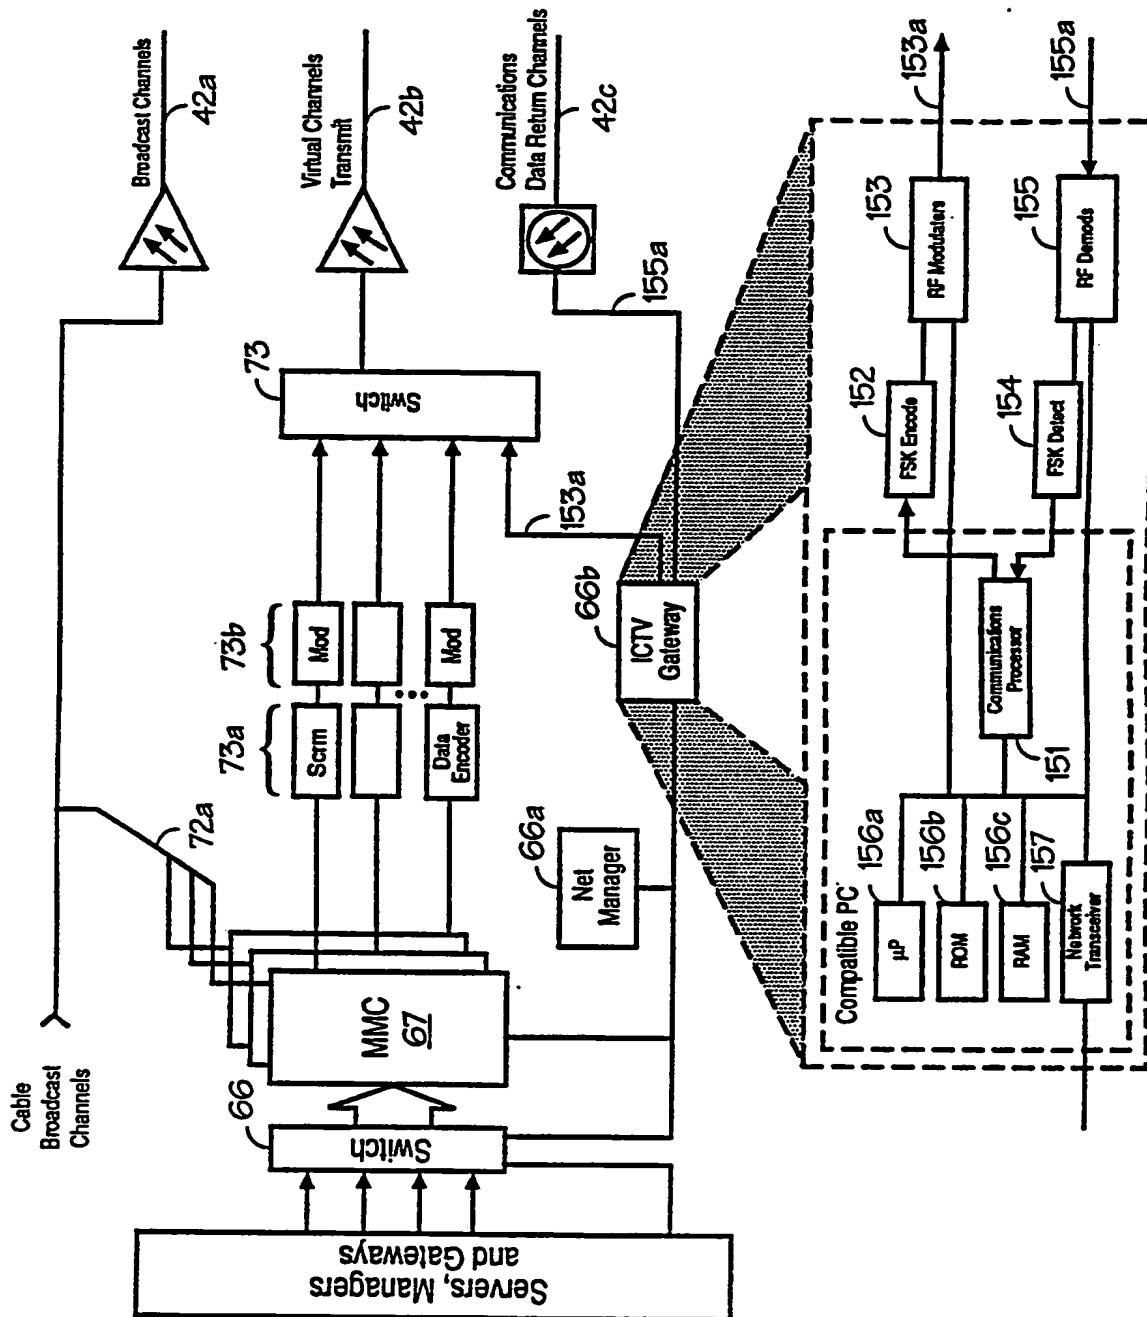 Cable
Broadcast
Channels
Broadcast Channels
42a
Virtual Channels
Transmit
42b
Communications
Data Return Channels
42c
72a
73a
73b
73
Servers, Managers
and Gateways
66
Switch
MMC
67
Scrm
Mod
Data
Encoder
Mod
Switch
153a
155a
66a
Net
Manager
66b
ICTV
Gateway
Compatible PC
156a
µP
156b
ROM
156c
RAM
157
Network
Transceiver
151
Communications
Processor
152
FSK Encode
154
FSK Detect
153
RF Modulaters
155
RF Demods
153a
155a